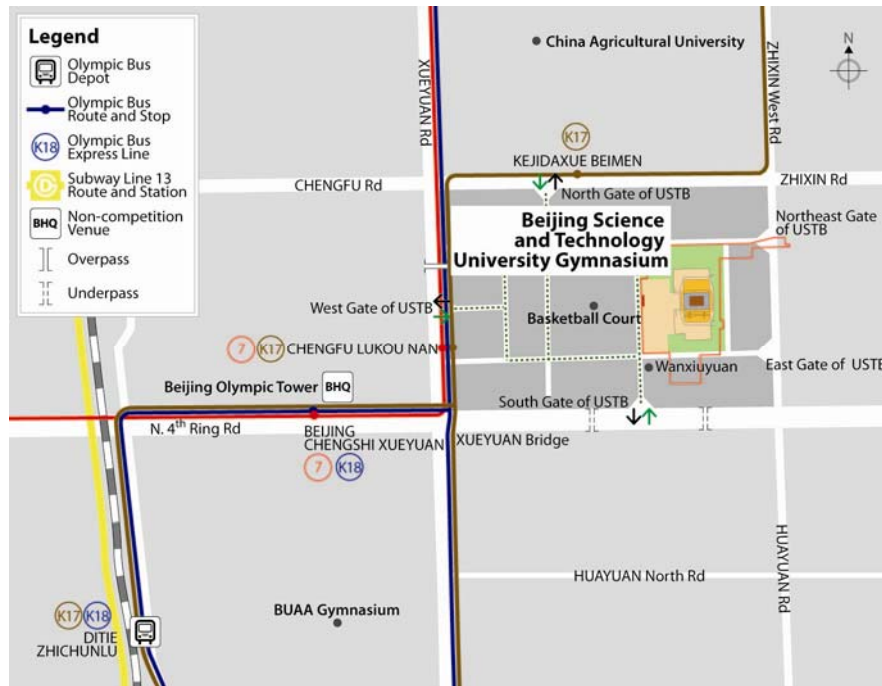 Legend
Olympic Bus
Depot
Olympic Bus
Route and Stop
K18
Olympic Bus
Express Line
D
Subway Line 13
Route and Station
BHQ
Non-competition
Venue
Overpass
Underpass
XUEYUAN Rd
China Agricultural University
ZHIXIN West Rd
N
K17
KEJIDAXUE BEIMEN
CHENGFU Rd
ZHIXIN Rd
North Gate of USTB
Beijing Science
and Technology
University Gymnasium
Northeast Gate
of USTB
West Gate of USTB
Basketball Court
7 K17 CHENGFU LUKOU NAN
Wanxiuyuan
East Gate of USTB
Beijing Olympic Tower BHQ
South Gate of USTB
N. 4th Ring Rd
BEIJING
CHENGSHI XUEYUAN
XUEYUAN Bridge
7 K18
HUAYUAN North Rd
HUAYUAN Rd
BUAA Gymnasium
K17 K18
DITIE
ZHICHUNLU